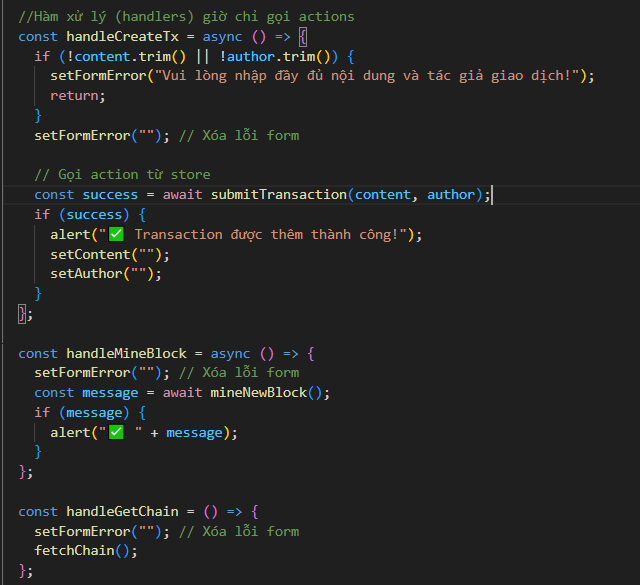 //Hàm xử lý (handlers) giờ chỉ gọi actions
const handleCreateTx = async () => {
  if (!content.trim() || !author.trim()) {
    setFormError("Vui lòng nhập đầy đủ nội dung và tác giả giao dịch!");
    return;
  }
  setFormError(""); // Xóa lỗi form

  // Gọi action từ store
  const success = await submitTransaction(content, author);
  if (success) {
    alert("✅ Transaction được thêm thành công!");
    setContent("");
    setAuthor("");
  }
};

const handleMineBlock = async () => {
  setFormError(""); // Xóa lỗi form
  const message = await mineNewBlock();
  if (message) {
    alert("✅ " + message);
  }
};

const handleGetChain = () => {
  setFormError(""); // Xóa lỗi form
  fetchChain();
};